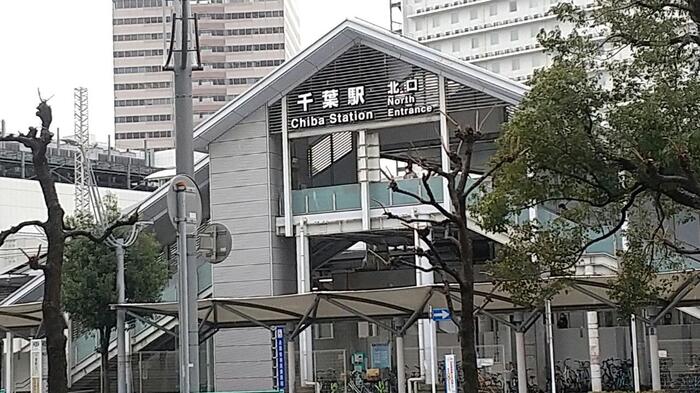 千葉駅 北口
Chiba Station North
Entrance